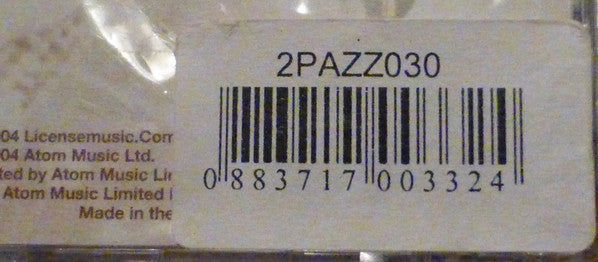 2PAZZ030
0 883717 003324
04 Licensemusic.Com
04 Atom Music Ltd.
ted by Atom Music
Atom Music Limited
Made in the